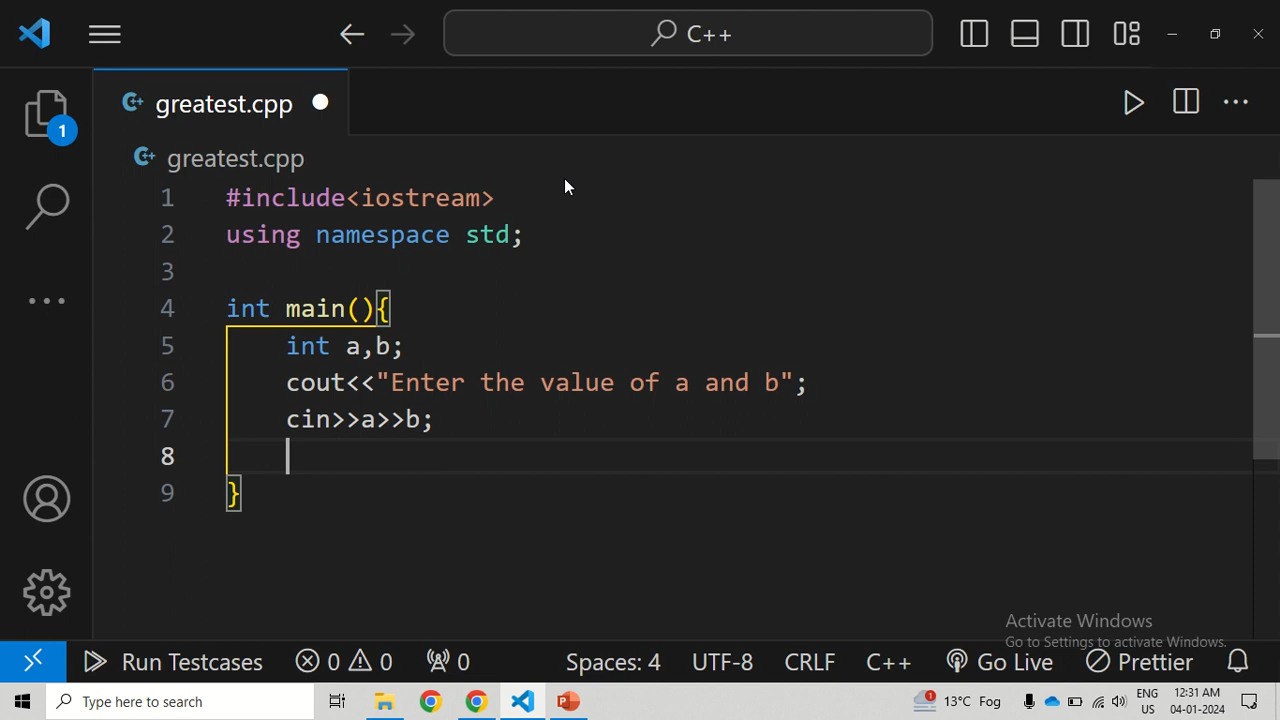 C++
greatest.cpp
1
greatest.cpp
1 #include<iostream>
2 using namespace std;
3
4 int main(){
5 int a,b;
6 cout<<"Enter the value of a and b";
7 cin>>a>>b;
8
9 }
Activate Windows
Go to Settings to activate Windows.
Run Testcases 0 0 0 Spaces: 4 UTF-8 CRLF C++ Go Live Prettier
Type here to search
1 13°C Fog ENG 12:31 AM
US 04-01-2024